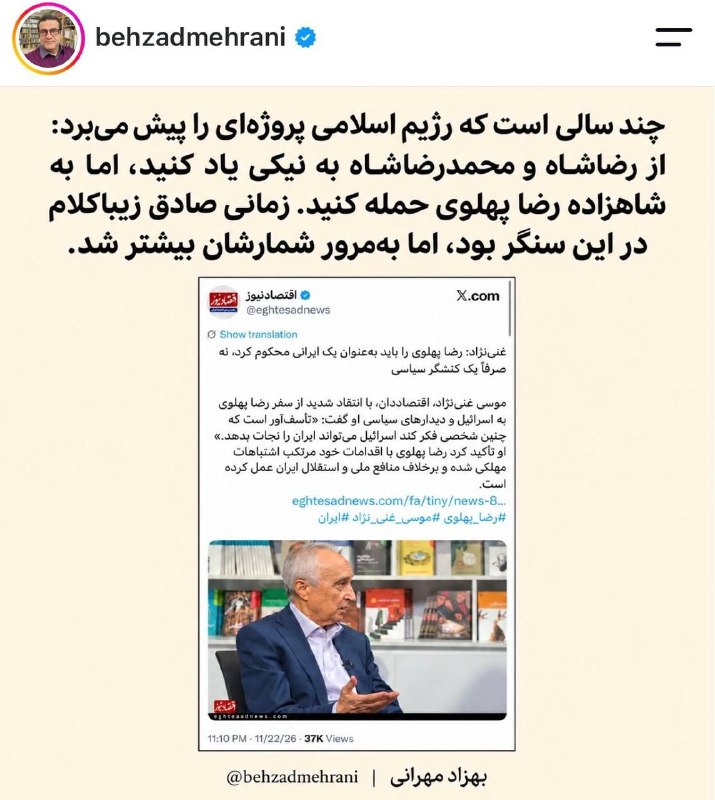 behzadmehrani
چند سالی است که رژیم اسلامی پروژه‌ای را پیش می‌برد:
از رضاشاه و محمدرضاشاه به نیکی یاد کنید، اما به
شاهزاده رضا پهلوی حمله کنید. زمانی صادق زیباکلام
در این سنگر بود، اما به‌مرور شمارشان بیشتر شد.
اقتصادنیوز
X.com
@eghtesadnews
Show translation
غنی‌نژاد: رضا پهلوی را باید به‌عنوان یک ایرانی محکوم کرد، نه
صرفاً یک کنشگر سیاسی
موسی غنی‌نژاد، اقتصاددان، با انتقاد شدید از سفر رضا پهلوی
به اسرائیل و دیدارهای سیاسی او گفت: «تأسف‌آور است که
چنین شخصی فکر کند اسرائیل می‌تواند ایران را نجات بدهد.»
او تأکید کرد رضا پهلوی با اقدامات خود مرتکب اشتباهات
مهلکی شده و برخلاف منافع ملی و استقلال ایران عمل کرده
است.
eghtesadnews.com/fa/tiny/news-8...
#رضا_پهلوی #موسی_غنی_نژاد #ایران
اقتصادنیوز
eghtesadnews.com
11:10 PM · 11/22/26 · 37K Views
بهزاد مهرانی | @behzadmehrani